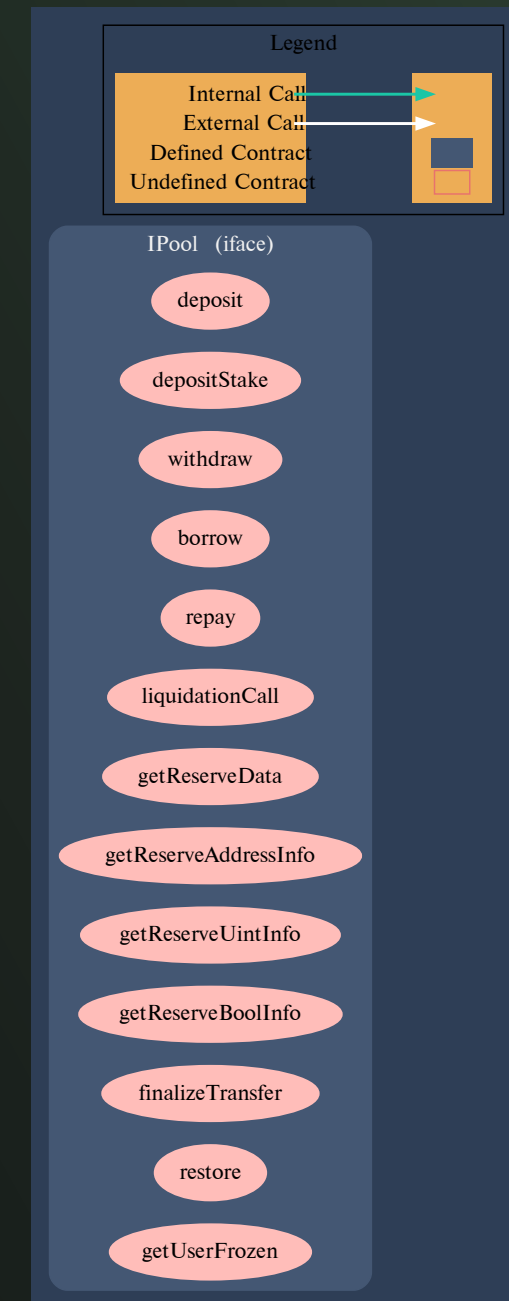 Legend
Internal Call
External Call
Defined Contract
Undefined Contract
IPool (iface)
deposit
depositStake
withdraw
borrow
repay
liquidationCall
getReserveData
getReserveAddressInfo
getReserveUintInfo
getReserveBoolInfo
finalizeTransfer
restore
getUserFrozen